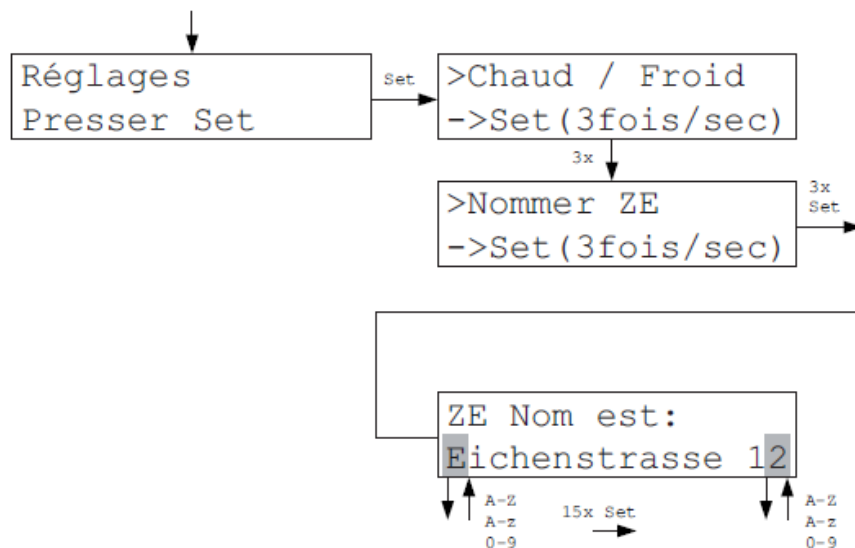 Réglages
Presser Set
Set
>Chaud / Froid
->Set(3fois/sec)
3x
>Nommer ZE
->Set(3fois/sec)
3x
Set
ZE Nom est:
Eichenstrasse 12
A-Z
A-z
0-9
15x Set
A-Z
A-z
0-9